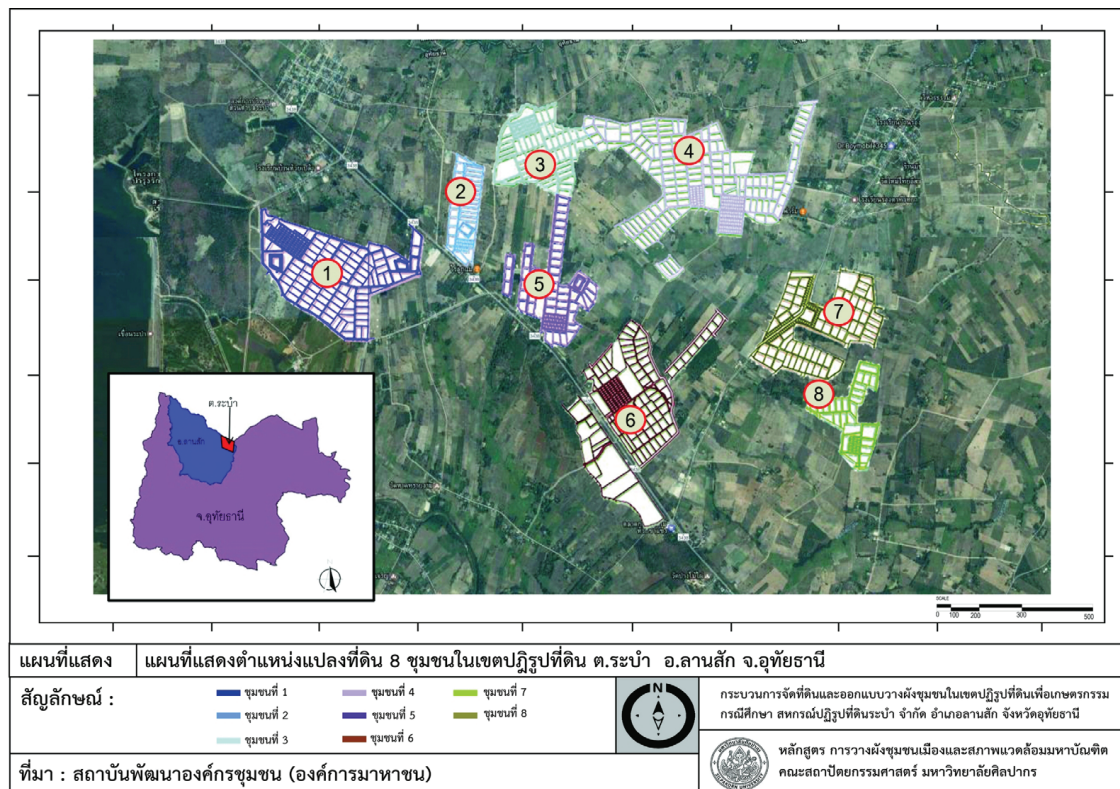 1
2
3
4
5
6
7
8
ต.ระบำ
อ.ลานสัก
จ.อุทัยธานี
SCALE
0 100 200 300 500
แผนที่แสดง
แผนที่แสดงตำแหน่งแปลงที่ดิน 8 ชุมชนในเขตปฎิรูปที่ดิน ต.ระบำ อ.ลานสัก จ.อุทัยธานี
สัญลักษณ์ :
ชุมชนที่ 1
ชุมชนที่ 2
ชุมชนที่ 3
ชุมชนที่ 4
ชุมชนที่ 5
ชุมชนที่ 6
ชุมชนที่ 7
ชุมชนที่ 8
N
กระบวนการจัดที่ดินและออกแบบวางผังชุมชนในเขตปฏิรูปที่ดินเพื่อเกษตรกรรม
กรณีศึกษา สหกรณ์ปฏิรูปที่ดินระบำ จำกัด อำเภอลานสัก จังหวัดอุทัยธานี
ที่มา : สถาบันพัฒนาองค์กรชุมชน (องค์การมาหาชน)
หลักสูตร การวางผังชุมชนเมืองและสภาพแวดล้อมมหาบัณฑิต
คณะสถาปัตยกรรมศาสตร์ มหาวิทยาลัยศิลปากร